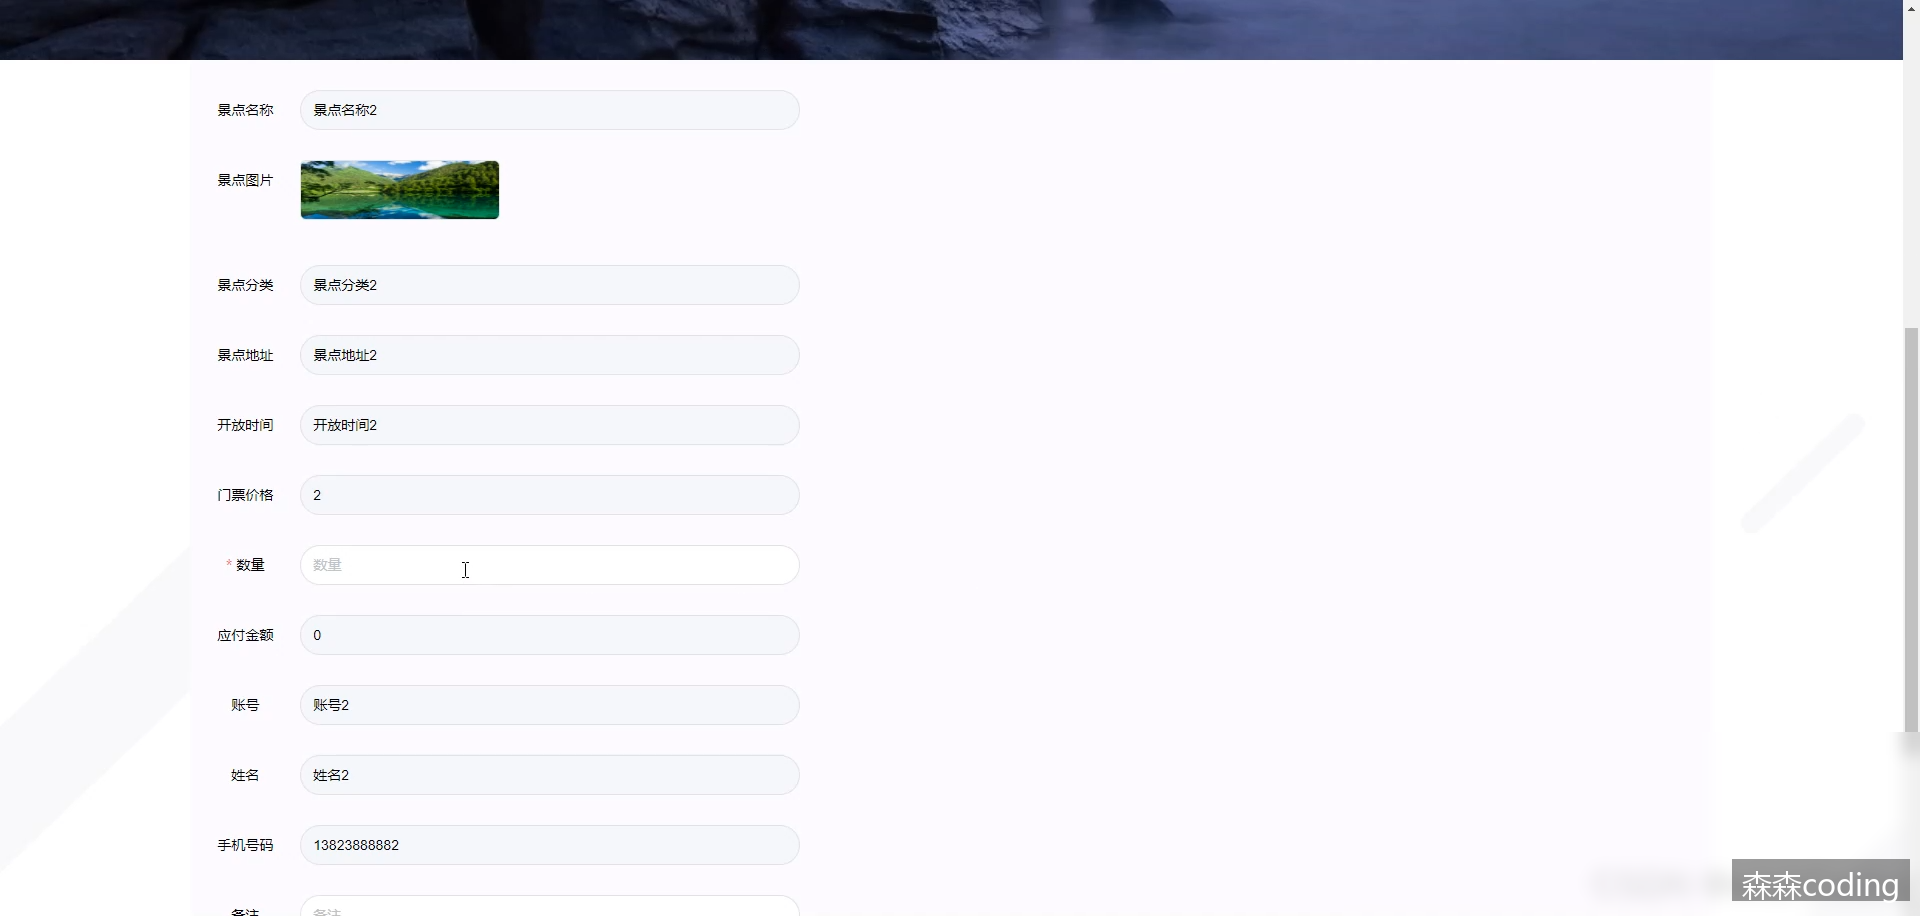 景点名称 景点名称2
景点图片
景点分类 景点分类2
景点地址 景点地址2
开放时间 开放时间2
门票价格 2
* 数量 数量
应付金额 0
账号 账号2
姓名 姓名2
手机号码 13823888882
备注 备注
森森coding